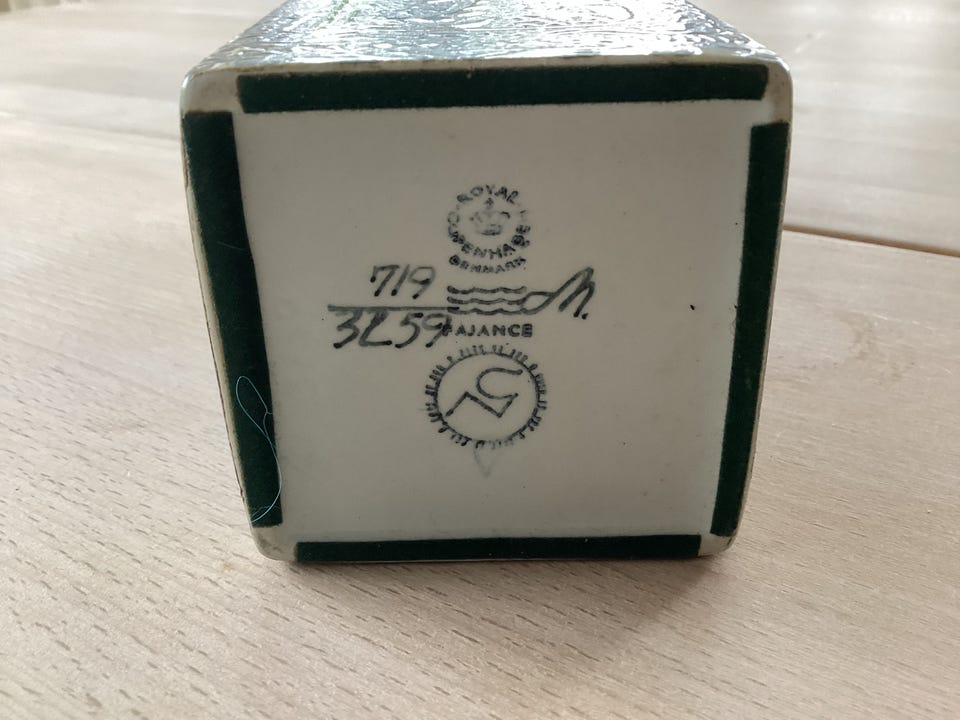 ROYAL COPENHAGEN
DENMARK
719
3259
FAJANCE